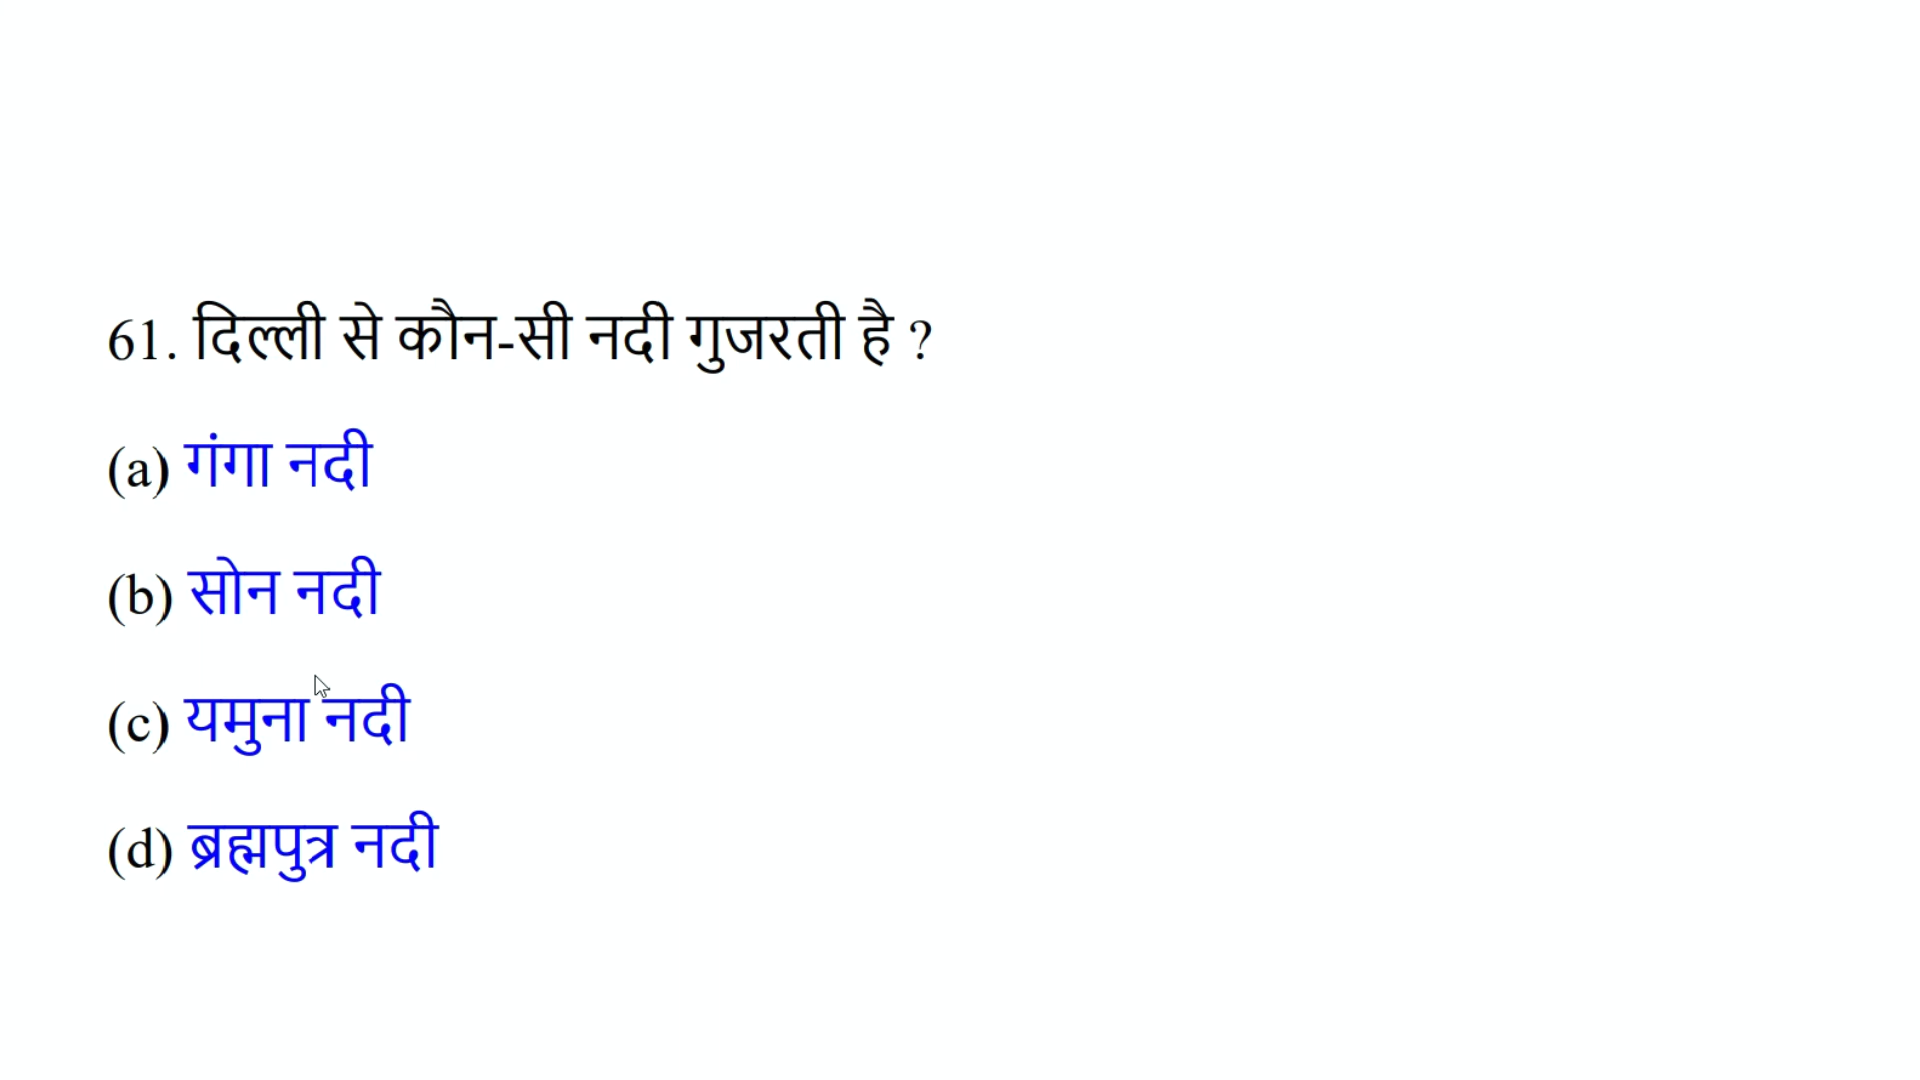 61. दिल्ली से कौन-सी नदी गुजरती है ?
(a) गंगा नदी
(b) सोन नदी
(c) यमुना नदी
(d) ब्रह्मपुत्र नदी